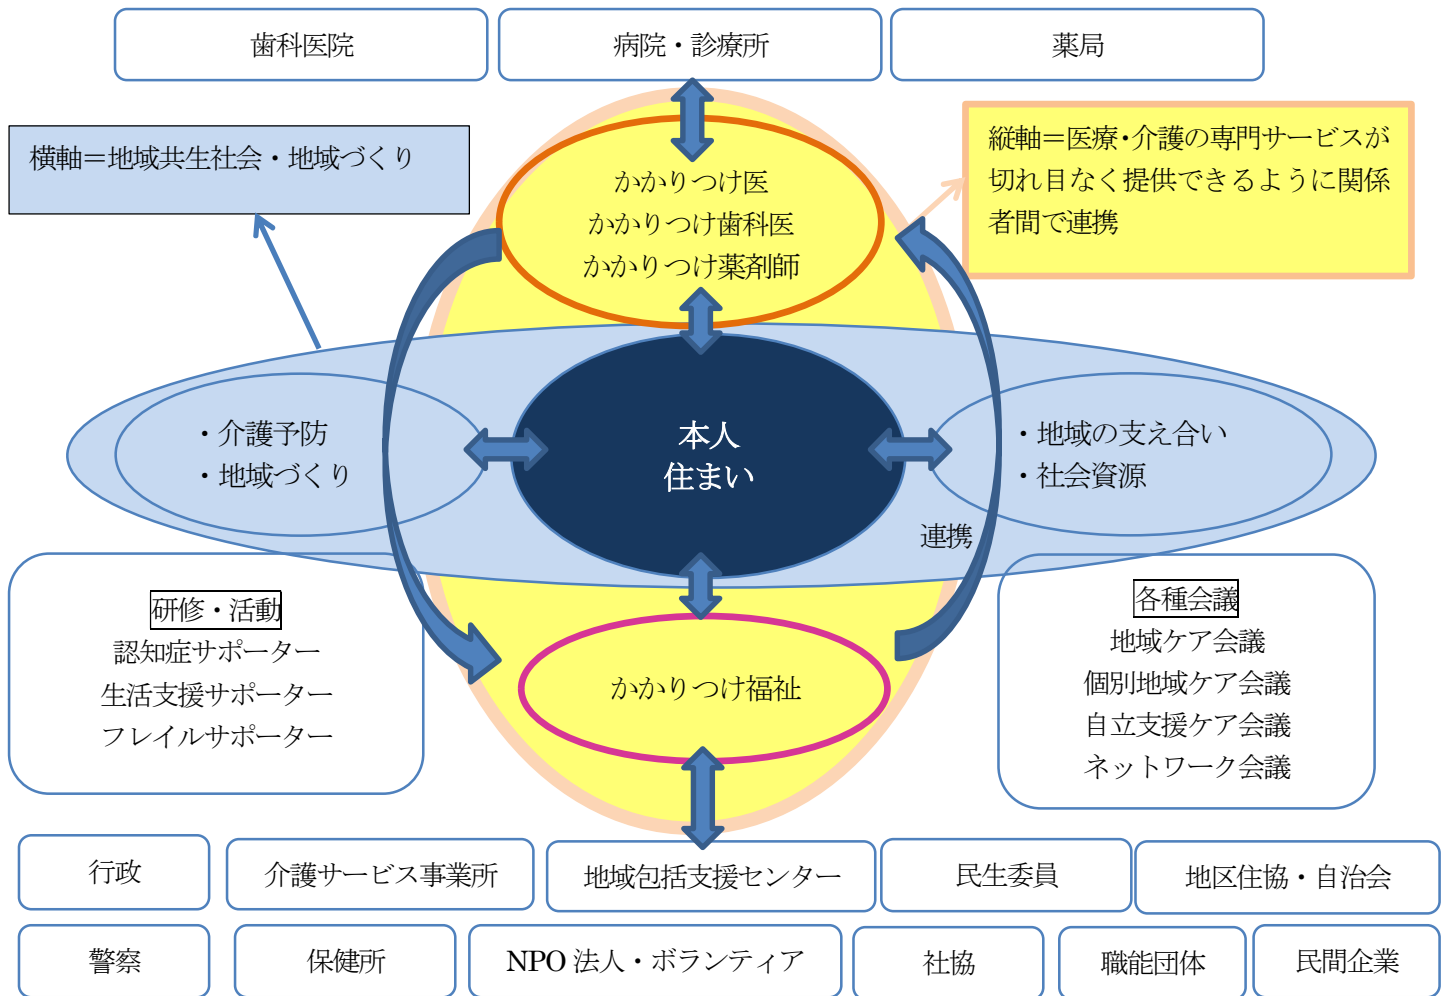 歯科医院
病院・診療所
薬局
横軸＝地域共生社会・地域づくり
縦軸＝医療・介護の専門サービスが
切れ目なく提供できるように関係
者間で連携
かかりつけ医
かかりつけ歯科医
かかりつけ薬剤師
・介護予防
・地域づくり
本人
住まい
・地域の支え合い
・社会資源
連携
研修・活動
認知症サポーター
生活支援サポーター
フレイルサポーター
かかりつけ福祉
各種会議
地域ケア会議
個別地域ケア会議
自立支援ケア会議
ネットワーク会議
行政
介護サービス事業所
地域包括支援センター
民生委員
地区住協・自治会
警察
保健所
NPO 法人・ボランティア
社協
職能団体
民間企業